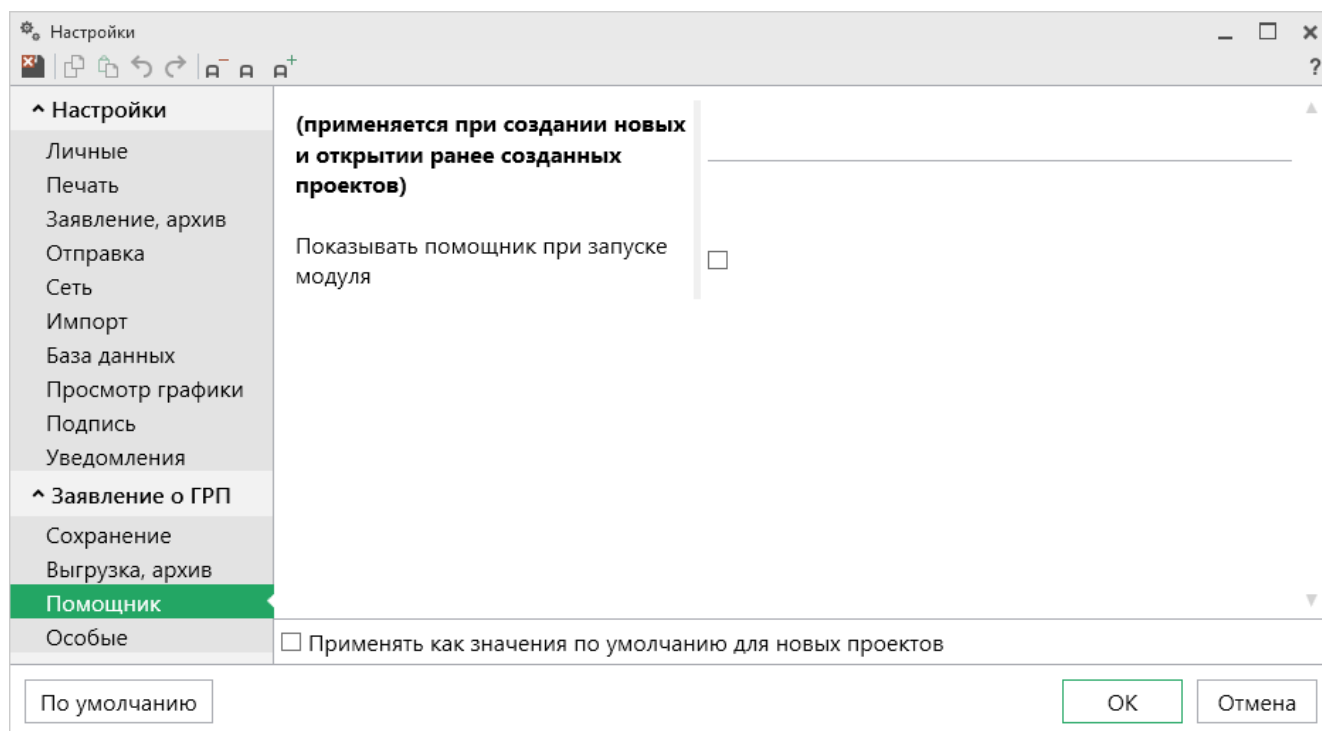 Настройки
?
Настройки
Личные
Печать
Заявление, архив
Отправка
Сеть
Импорт
База данных
Просмотр графики
Подпись
Уведомления
Заявление о ГРП
Сохранение
Выгрузка, архив
Помощник
Особые
(применяется при создании новых
и открытии ранее созданных
проектов)
Показывать помощник при запуске
модуля
Применять как значения по умолчанию для новых проектов
По умолчанию
ОК
Отмена